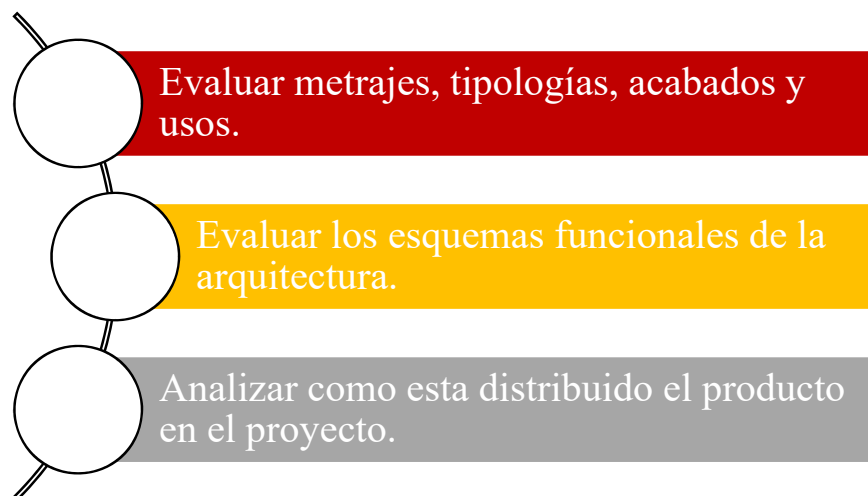 Evaluar metrajes, tipologías, acabados y
usos.
Evaluar los esquemas funcionales de la
arquitectura.
Analizar como esta distribuido el producto
en el proyecto.